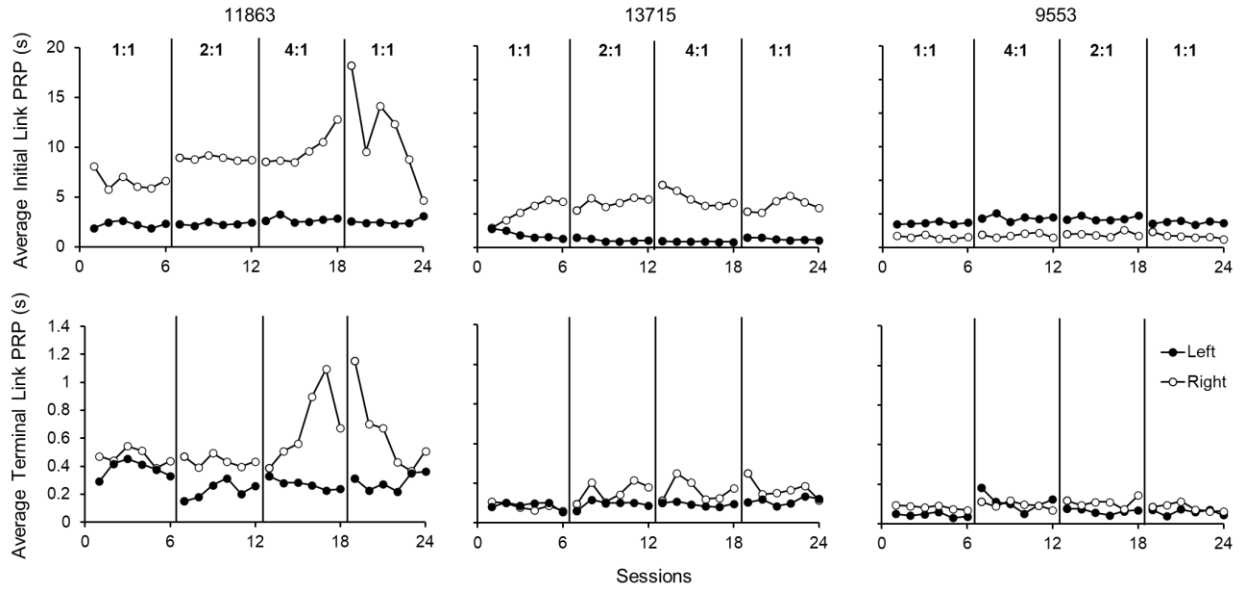 11863 13715 9553
Average Initial Link PRP (s)
20 1:1 2:1 4:1 1:1 1:1 2:1 4:1 1:1 1:1 4:1 2:1 1:1
15
10
5
0
0 6 12 18 24 0 6 12 18 24 0 6 12 18 24
Average Terminal Link PRP (s)
1.4
1.2
1
0.8
0.6
0.4
0.2
0
0 6 12 18 24 0 6 12 18 24 0 6 12 18 24
Left
Right
Sessions